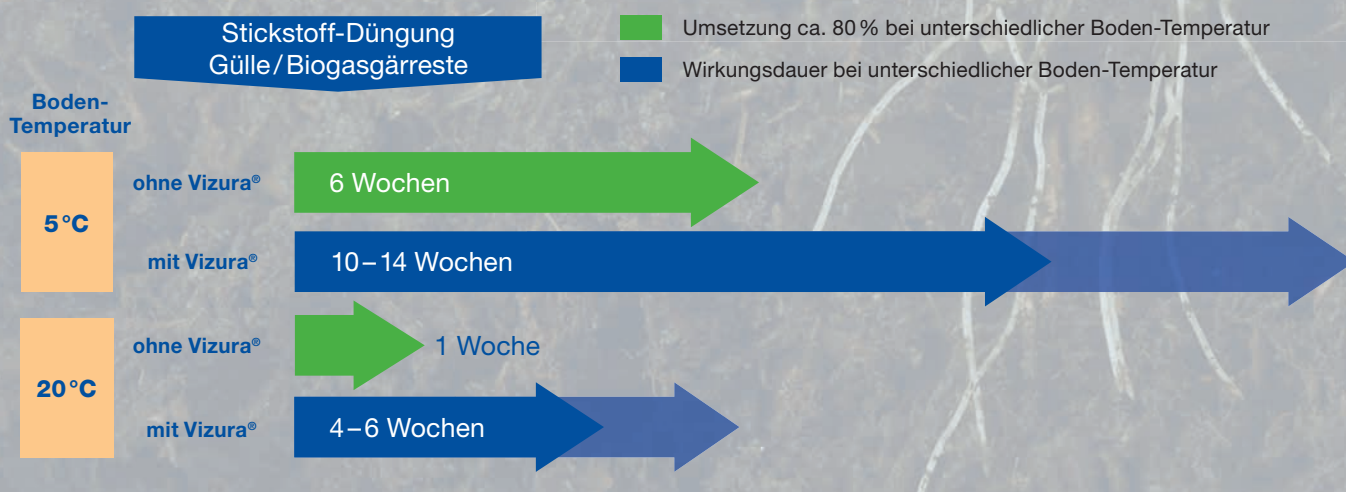 Stickstoff-Düngung
Gülle/Biogasgärreste
Umsetzung ca. 80 % bei unterschiedlicher Boden-Temperatur
Wirkungsdauer bei unterschiedlicher Boden-Temperatur
Boden-
Temperatur
5 °C
ohne Vizura®
6 Wochen
mit Vizura®
10–14 Wochen
20 °C
ohne Vizura®
1 Woche
mit Vizura®
4–6 Wochen